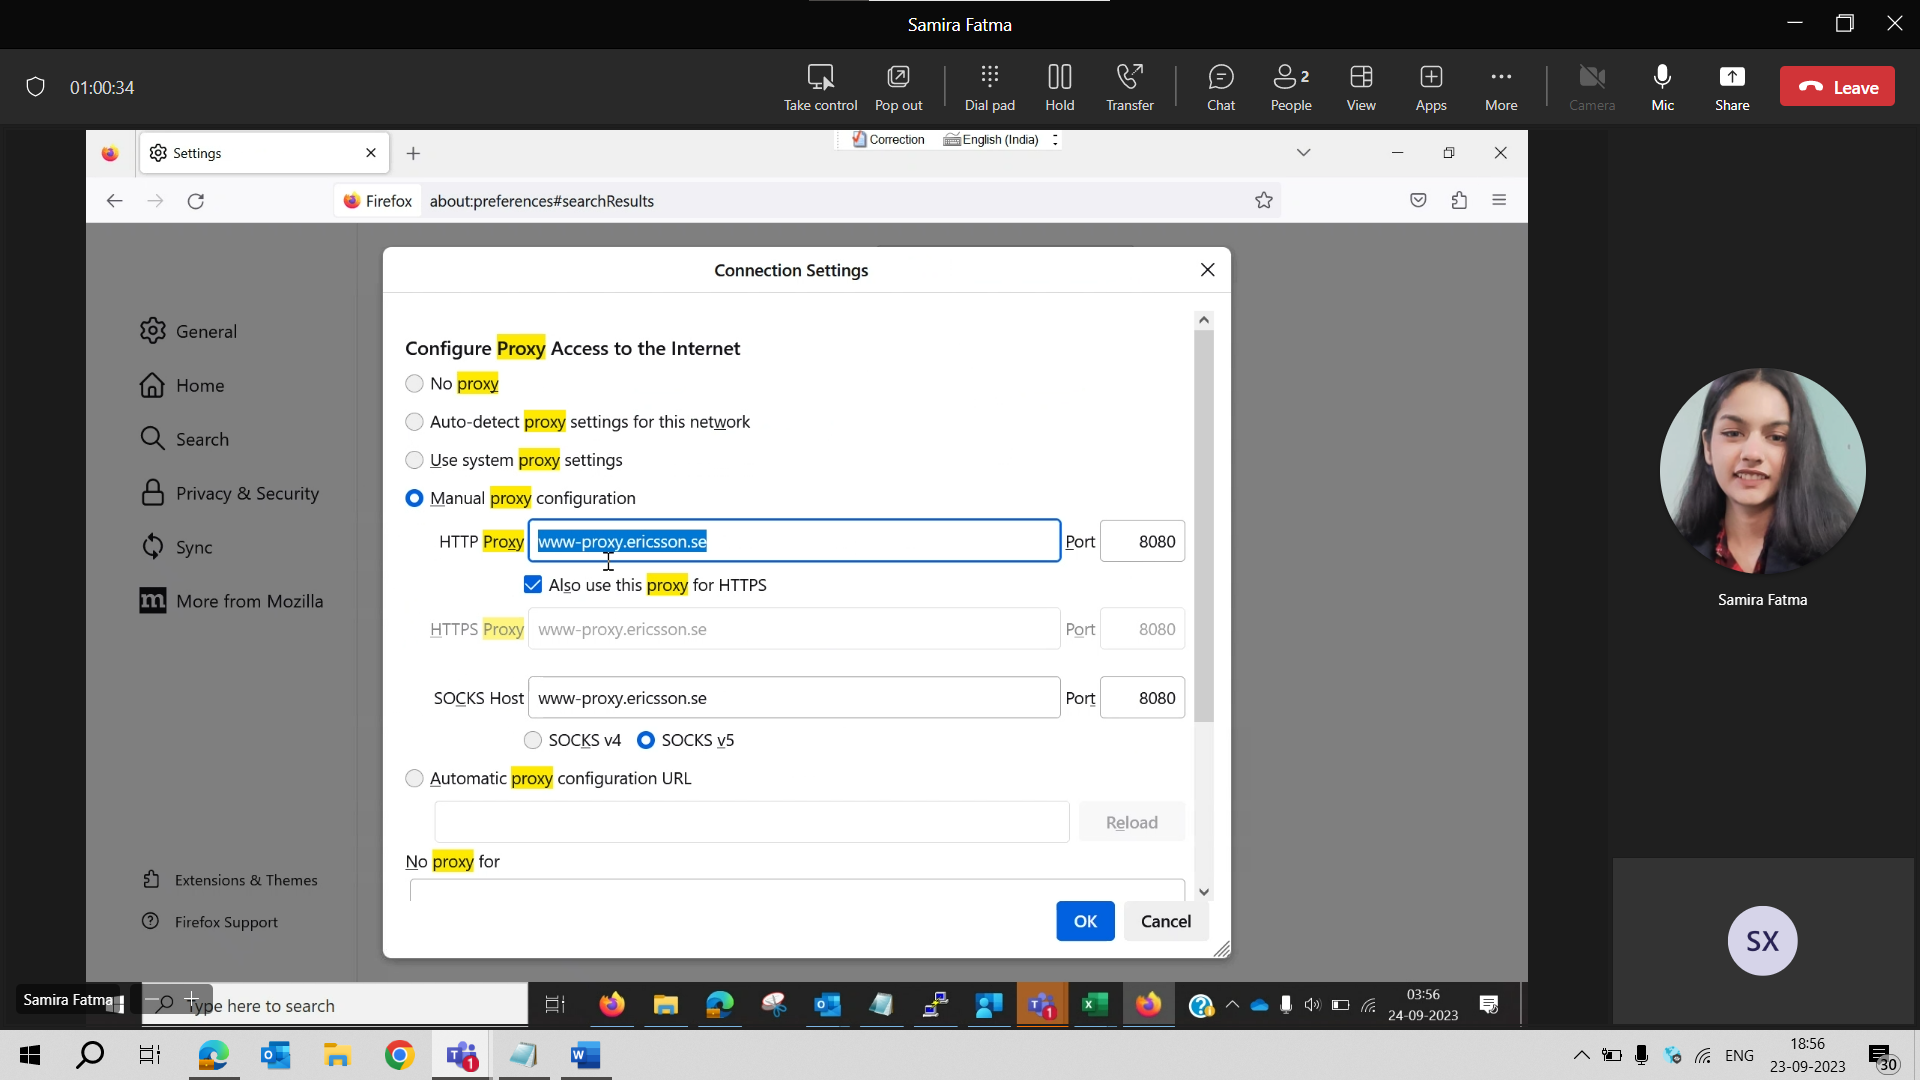 Samira Fatma
01:00:34
Take control
Pop out
Dial pad
Hold
Transfer
Chat
2
People
View
Apps
More
Camera
Mic
Share
Leave
Settings
Correction
English (India)
Firefox
about:preferences#searchResults
General
Home
Search
Privacy & Security
Sync
More from Mozilla
Extensions & Themes
Firefox Support
Connection Settings
Configure Proxy Access to the Internet
No proxy
Auto-detect proxy settings for this network
Use system proxy settings
Manual proxy configuration
HTTP Proxy www-proxy.ericsson.se Port 8080
Also use this proxy for HTTPS
HTTPS Proxy www-proxy.ericsson.se Port 8080
SOCKS Host www-proxy.ericsson.se Port 8080
SOCKS v4 SOCKS v5
Automatic proxy configuration URL
Reload
No proxy for
OK Cancel
Samira Fatma
SX
Samira Fatma
Type here to search
1
03:56
24-09-2023
1
ENG
18:56
23-09-2023
30